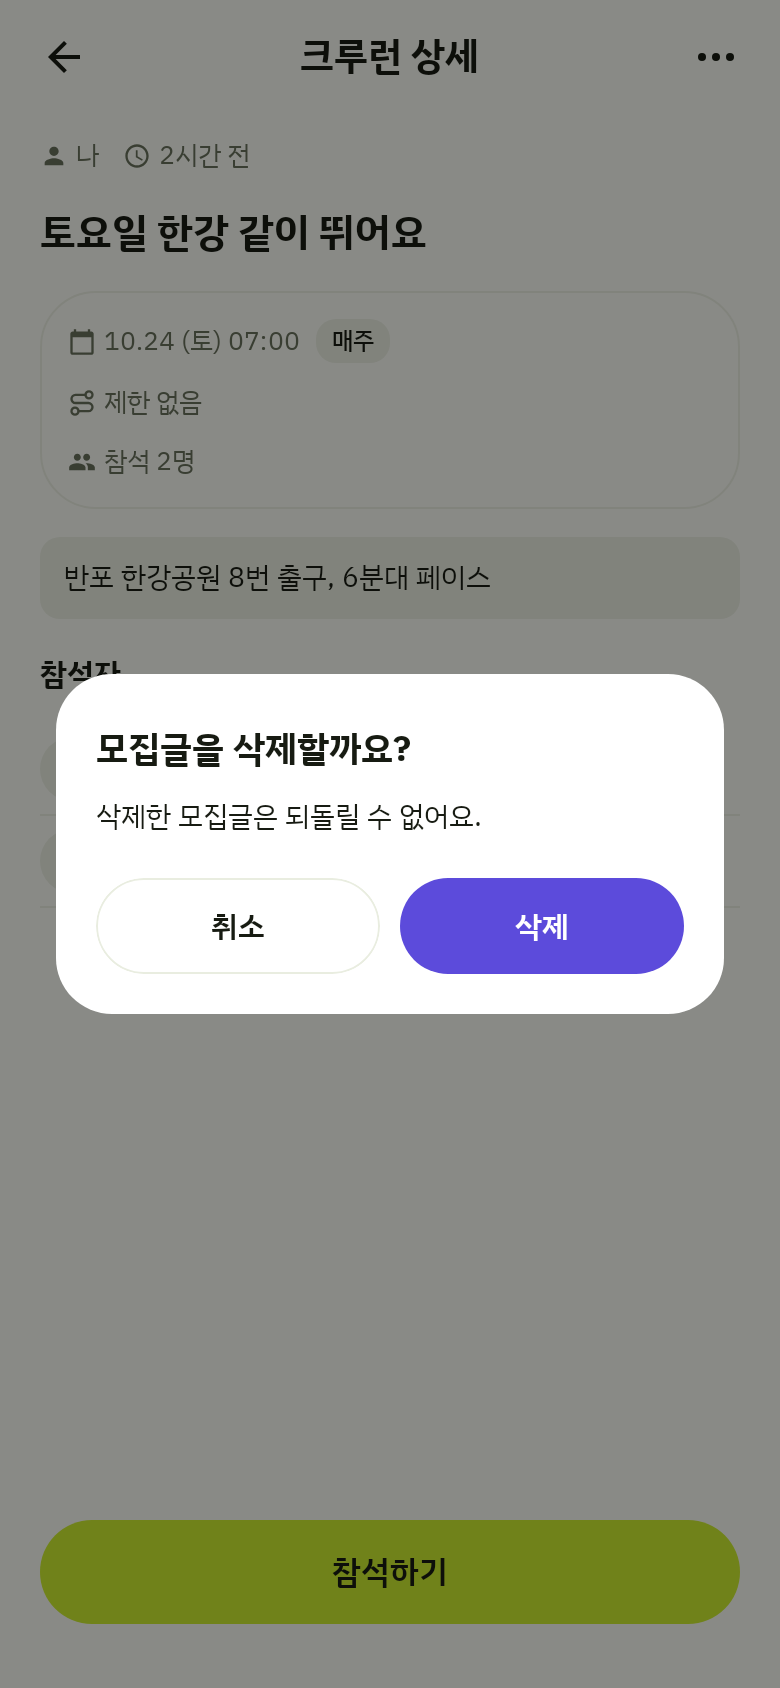 크루런 상세
나 2시간 전
토요일 한강 같이 뛰어요
10.24 (토) 07:00 매주
제한 없음
참석 2명
반포 한강공원 8번 출구, 6분대 페이스
참석자
모집글을 삭제할까요?
삭제한 모집글은 되돌릴 수 없어요.
취소 삭제
참석하기